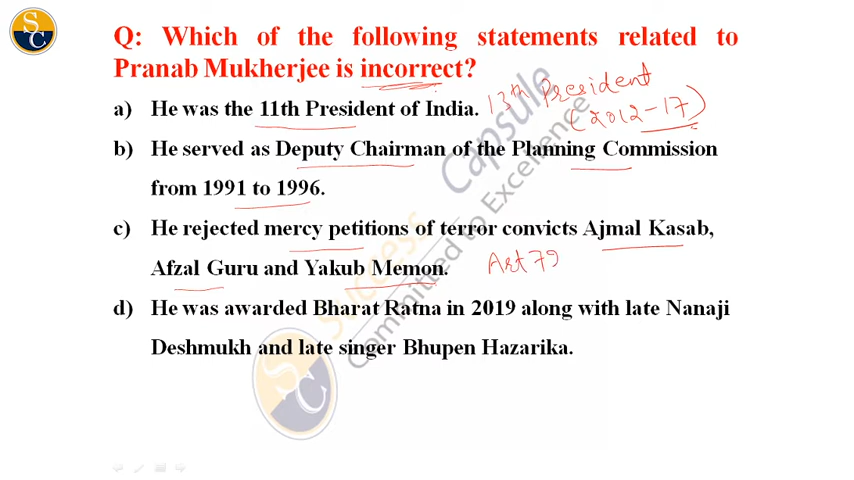 SC
Q: Which of the following statements related to
Pranab Mukherjee is incorrect?
a) He was the 11th President of India. 13th President
(2012-17)
b) He served as Deputy Chairman of the Planning Commission
from 1991 to 1996.
c) He rejected mercy petitions of terror convicts Ajmal Kasab,
Afzal Guru and Yakub Memon. Art 79
d) He was awarded Bharat Ratna in 2019 along with late Nanaji
Deshmukh and late singer Bhupen Hazarika.
SC
Success Capsule
Committed to Excellence